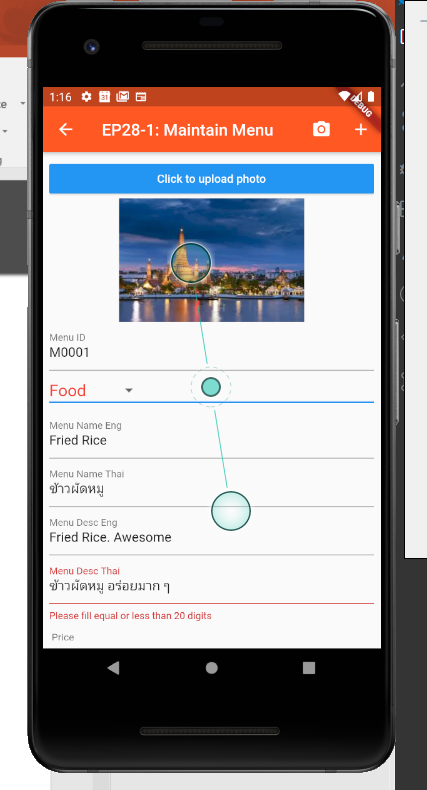 1:16
31
DEBUG
EP28-1: Maintain Menu
Click to upload photo
Menu ID
M0001
Food
Menu Name Eng
Fried Rice
Menu Name Thai
ข้าวผัดหมู
Menu Desc Eng
Fried Rice. Awesome
Menu Desc Thai
ข้าวผัดหมู อร่อยมาก ๆ
Please fill equal or less than 20 digits
Price